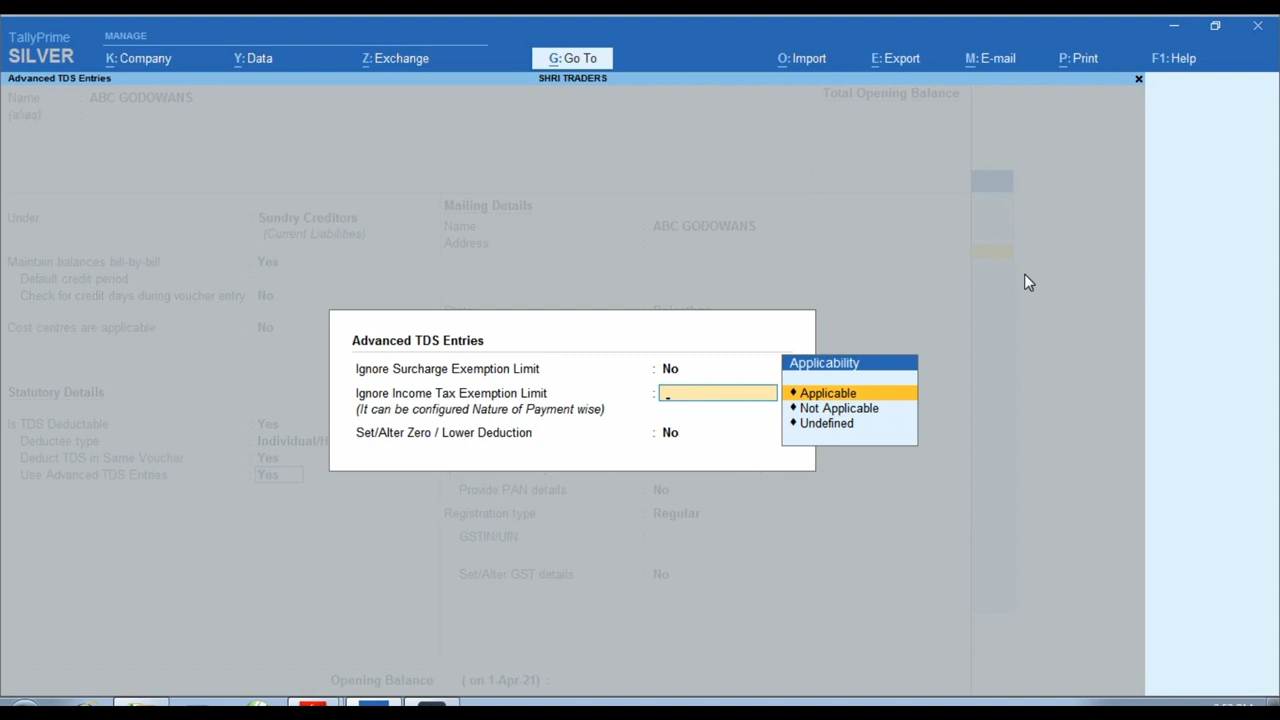 TallyPrime MANAGE
SILVER K: Company Y: Data Z: Exchange G: Go To O: Import E: Export M: E-mail P: Print F1: Help
Advanced TDS Entries SHRI TRADERS
Name : ABC GODOWANS Total Opening Balance
(alias) :
Mailing Details
Under : Sundry Creditors Name : ABC GODOWANS
(Current Liabilities) Address :
Maintain balances bill-by-bill : Yes
Default credit period :
Check for credit days during voucher entry : No
Cost centres are applicable : No
Advanced TDS Entries
Ignore Surcharge Exemption Limit : No
Ignore Income Tax Exemption Limit :
(It can be configured Nature of Payment wise)
Set/Alter Zero / Lower Deduction : No
Applicability
♦ Applicable
♦ Not Applicable
♦ Undefined
Statutory Details
Is TDS Deductable : Yes
Deductee type : Individual/H
Deduct TDS in Same Voucher : Yes
Use Advanced TDS Entries : Yes
Provide PAN details : No
Registration type : Regular
GSTIN/UIN :
Set/Alter GST details : No
Opening Balance ( on 1-Apr-21) :